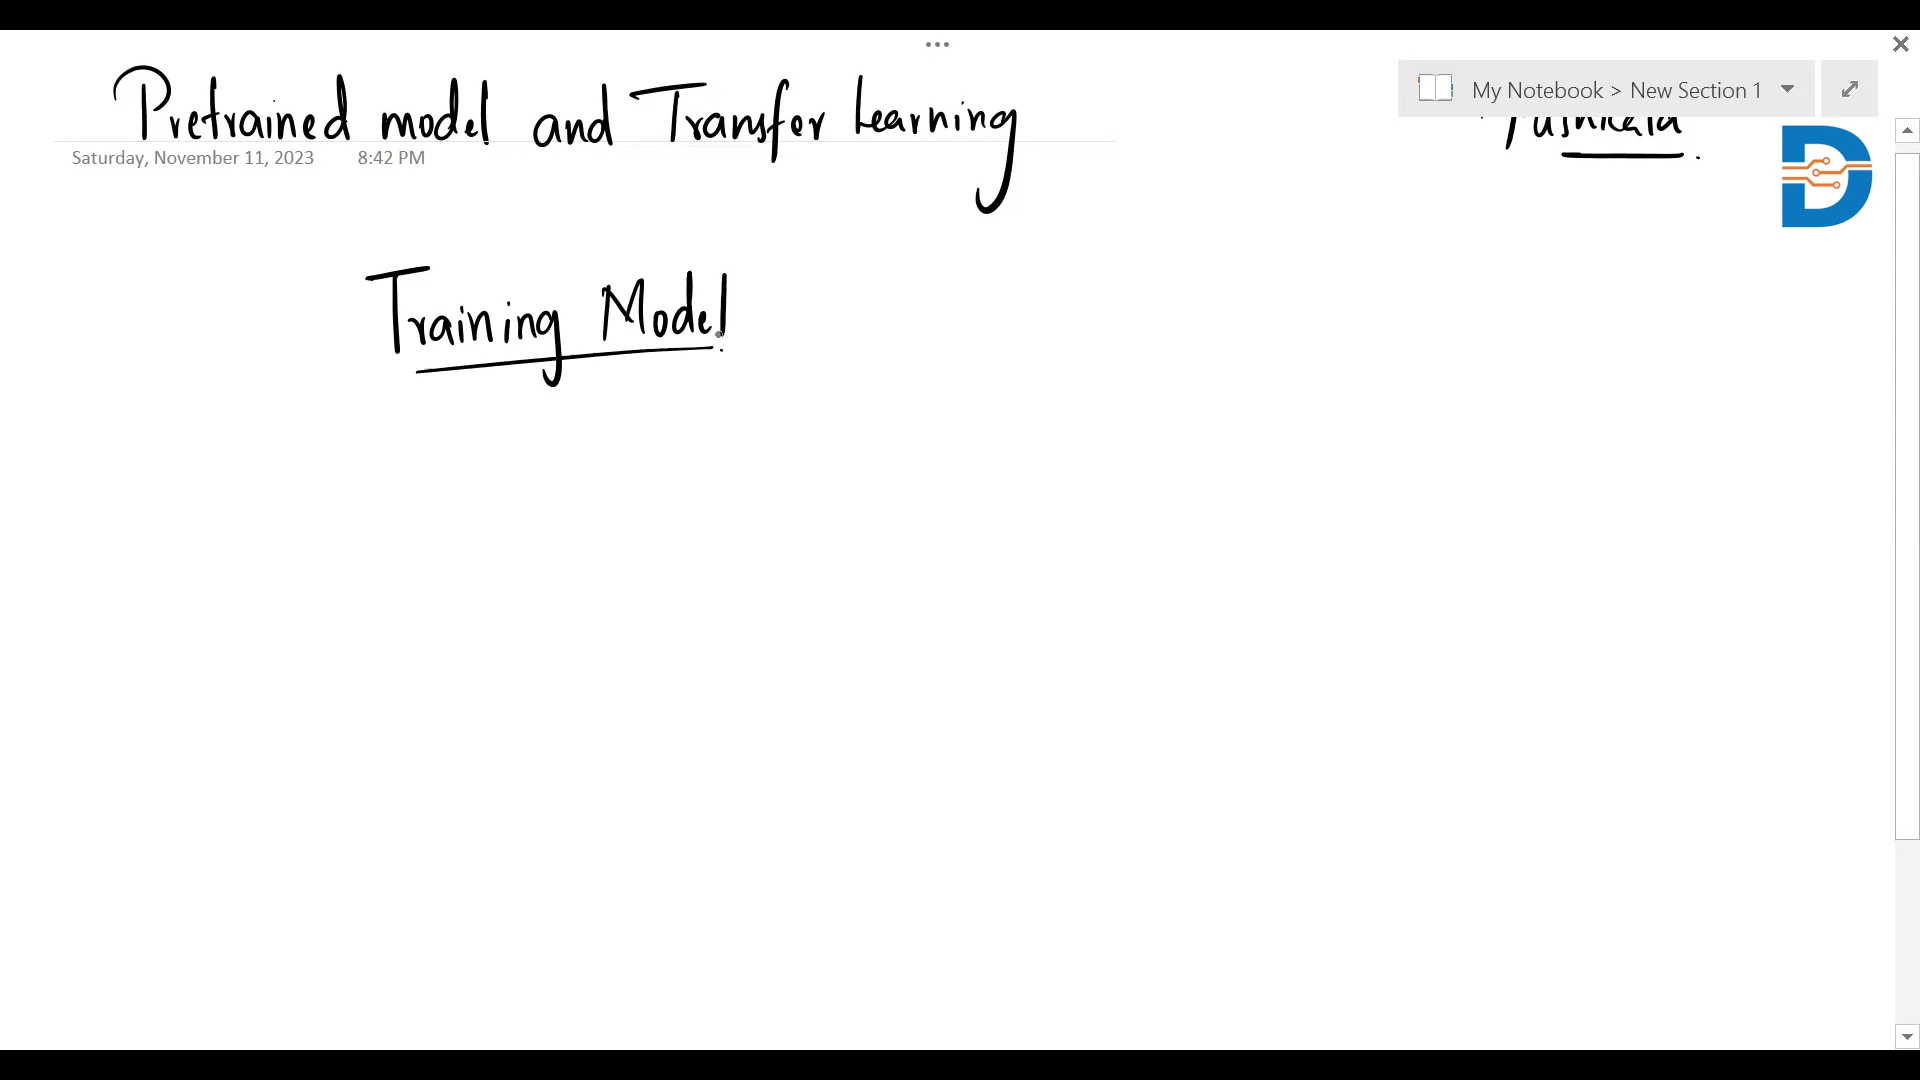 Pretrained model and Transfer Learning
My Notebook > New Section 1
Saturday, November 11, 2023 8:42 PM
Training Model